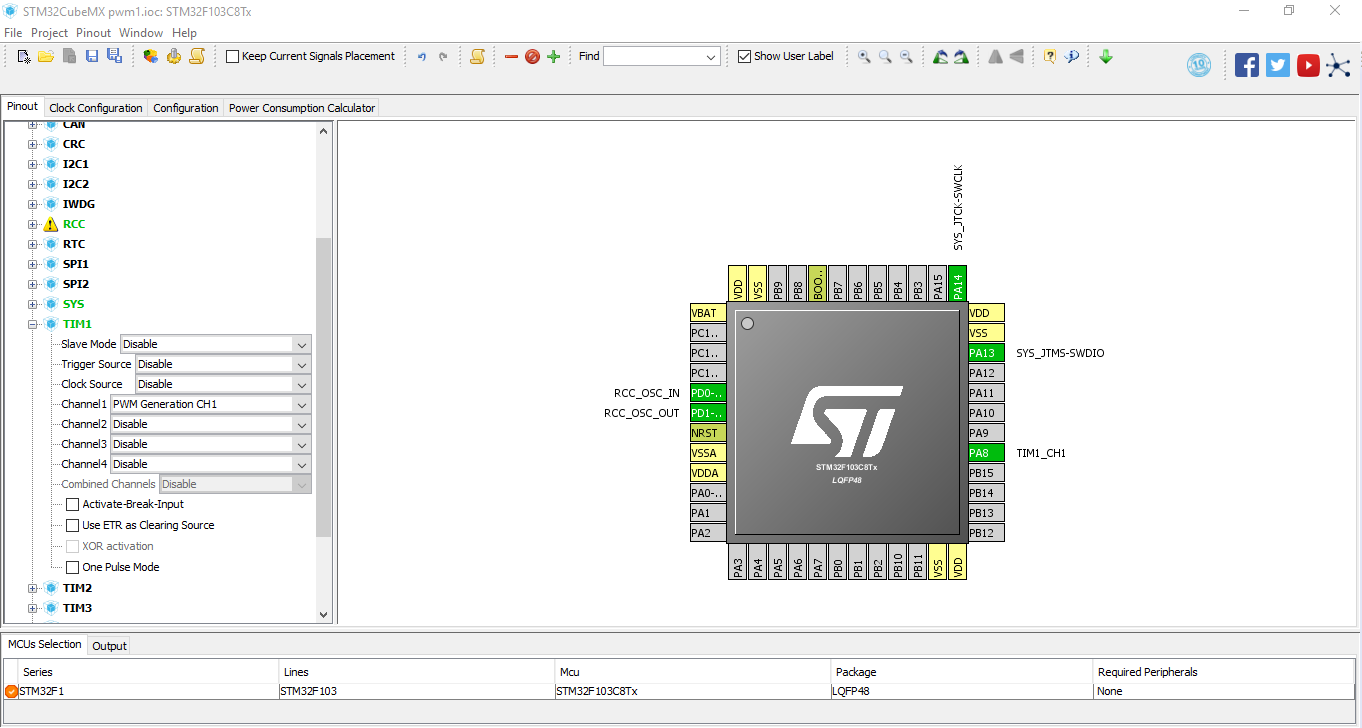 STM32CubeMX pwm1.ioc: STM32F103C8Tx
File Project Pinout Window Help
Keep Current Signals Placement Find Show User Label
Pinout Clock Configuration Configuration Power Consumption Calculator
CAN
CRC
I2C1
I2C2
IWDG
RCC
RTC
SPI1
SPI2
SYS
TIM1
Slave Mode Disable
Trigger Source Disable
Clock Source Disable
Channel1 PWM Generation CH1
Channel2 Disable
Channel3 Disable
Channel4 Disable
Combined Channels Disable
Activate-Break-Input
Use ETR as Clearing Source
XOR activation
One Pulse Mode
TIM2
TIM3
SYS_JTCK-SWCLK
VDD VSS PB9 PB8 BOO.. PB7 PB6 PB5 PB4 PB3 PA15 PA14
VBAT VDD
PC1.. VSS
PC1.. PA13 SYS_JTMS-SWDIO
PC1.. PA12
RCC_OSC_IN PD0-.. PA11
RCC_OSC_OUT PD1-.. PA10
NRST PA9
VSSA PA8 TIM1_CH1
VDDA PB15
PA0-.. PB14
PA1 PB13
PA2 PB12
ST
STM32F103C8Tx
LQFP48
PA3 PA4 PA5 PA6 PA7 PB0 PB1 PB2 PB10 PB11 VSS VDD
MCUs Selection Output
Series Lines Mcu Package Required Peripherals
STM32F1 STM32F103 STM32F103C8Tx LQFP48 None